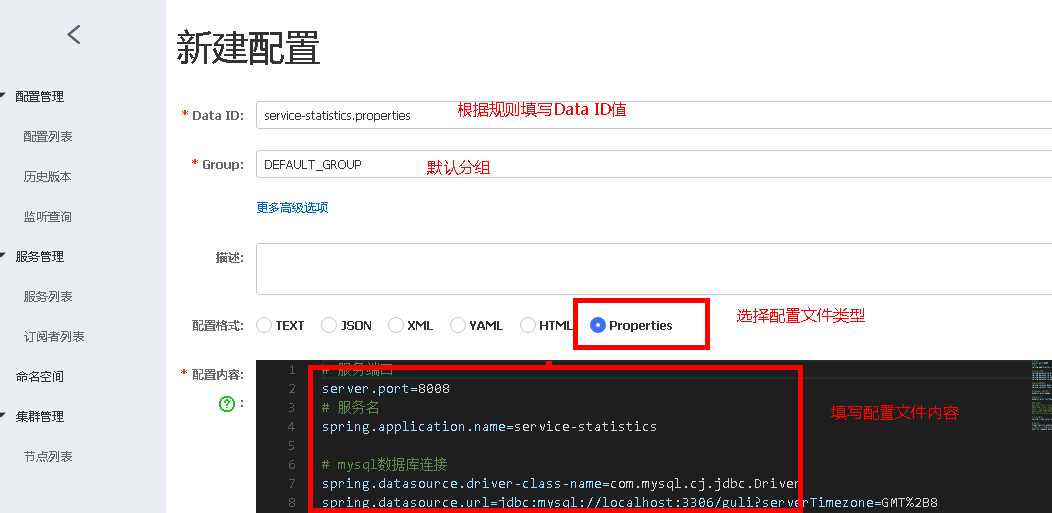 新建配置
配置管理
配置列表
历史版本
监听查询
服务管理
服务列表
订阅者列表
命名空间
集群管理
节点列表
* Data ID: service-statistics.properties 根据规则填写Data ID值
* Group: DEFAULT_GROUP 默认分组
更多高级选项
描述:
配置格式: TEXT JSON XML YAML HTML Properties 选择配置文件类型
* 配置内容: ? :
填写配置文件内容
1 # 服务端口
2 server.port=8008
3 # 服务名
4 spring.application.name=service-statistics
5
6 # mysql数据库连接
7 spring.datasource.driver-class-name=com.mysql.cj.jdbc.Driver
8 spring.datasource.url=jdbc:mysql://localhost:3306/guli?serverTimezone=GMT%2B8